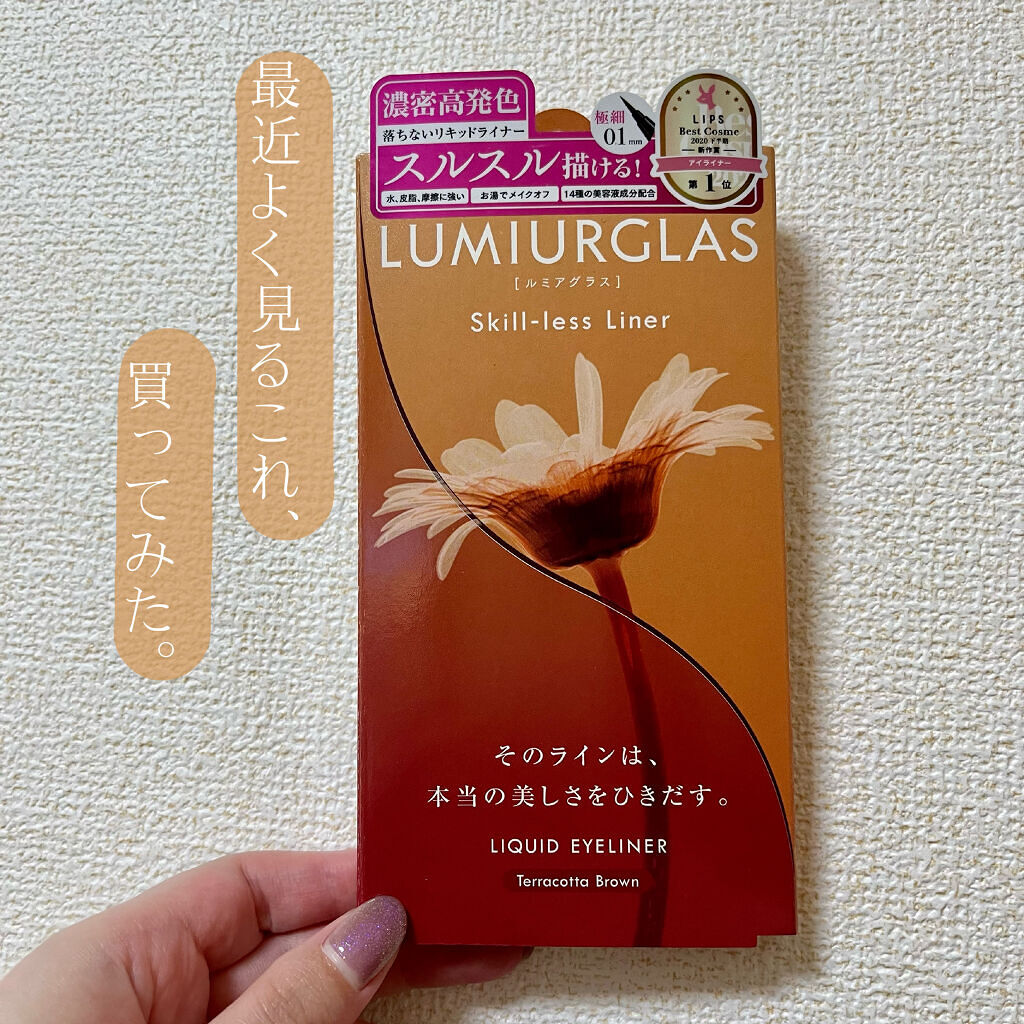 最近よく見るこれ、
買ってみた。
濃密高発色
落ちないリキッドライナー
スルスル描ける!
極細
01mm
水、皮脂、摩擦に強い
お湯でメイクオフ
14種の美容液成分配合
LIPS
Best Cosme
2020 下半期
新作賞
アイライナー
第1位
LUMIURGLAS
[ルミアグラス]
Skill-less Liner
そのラインは、
本当の美しさをひきだす。
LIQUID EYELINER
Terracotta Brown